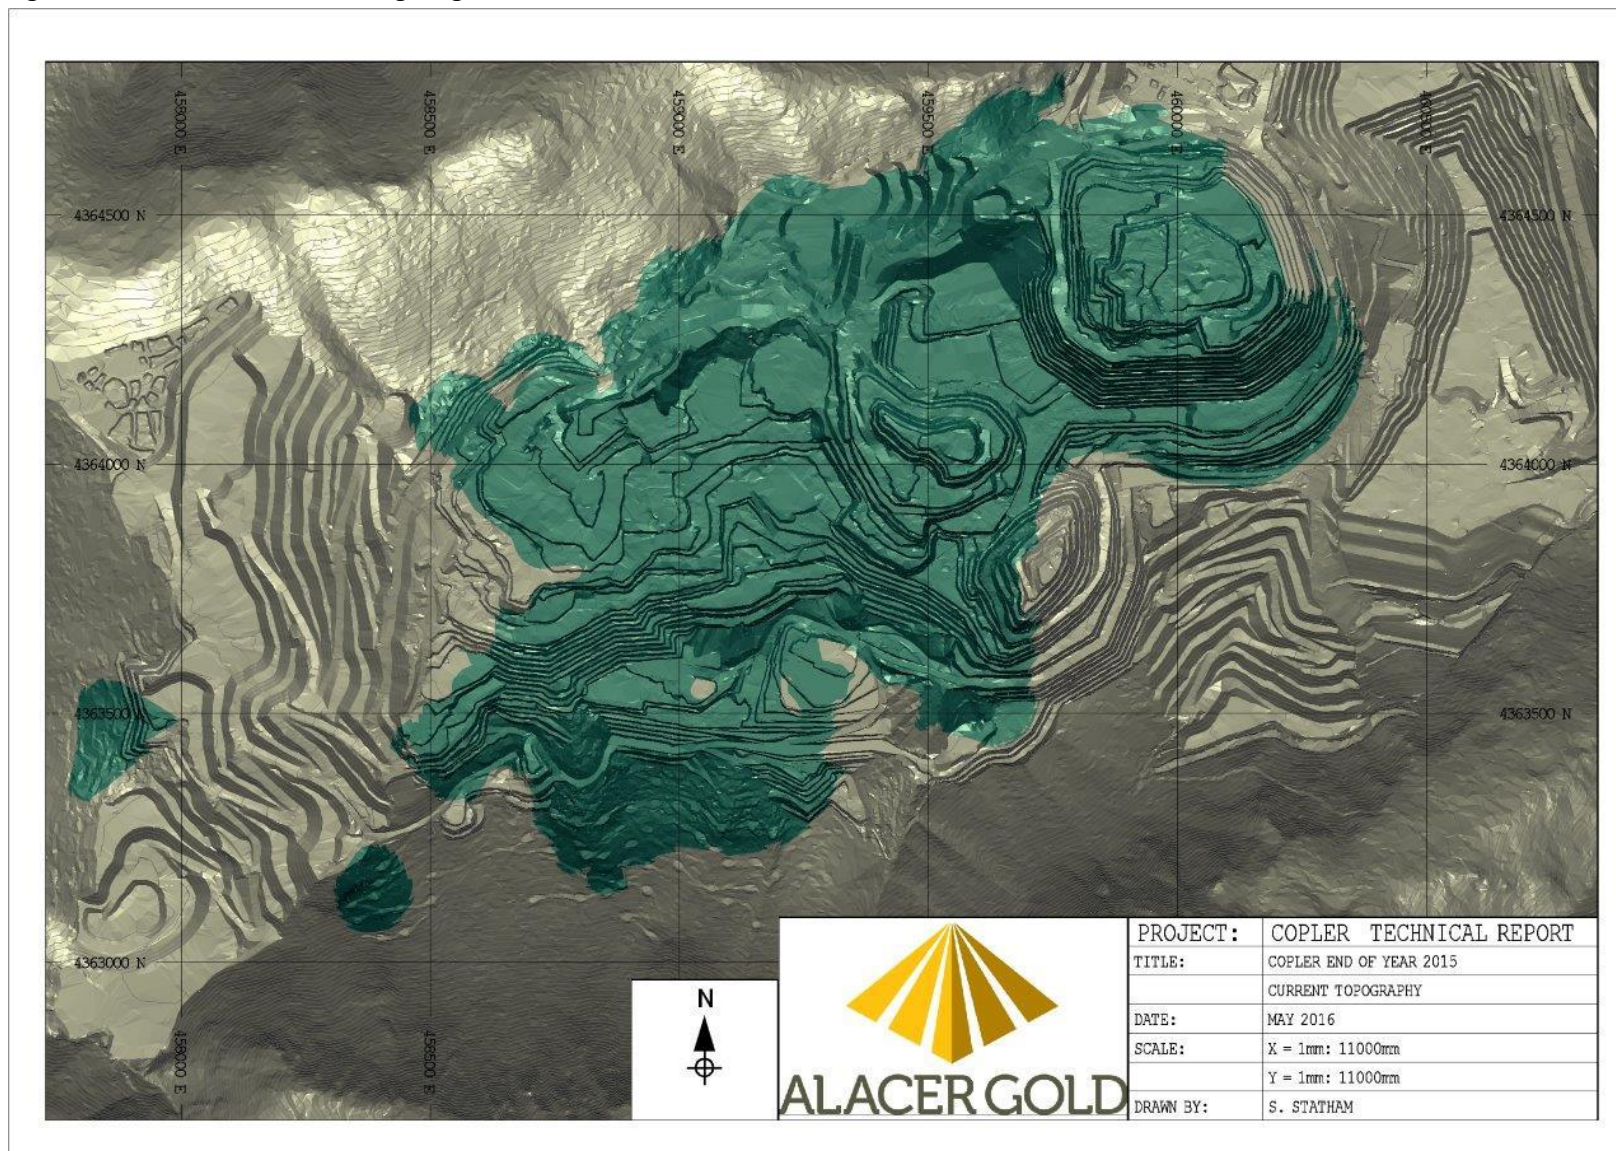 458000 E
458500 E
459000 E
459500 E
460000 E
460500 E
4364500 N
4364500 N
4364000 N
4364000 N
4363500 N
4363500 N
4363000 N
458000 E
458500 E
N
ALACER GOLD
PROJECT: COPLER TECHNICAL REPORT
TITLE: COPLER END OF YEAR 2015
CURRENT TOPOGRAPHY
DATE: MAY 2016
SCALE: X = 1mm: 11000mm
Y = 1mm: 11000mm
DRAWN BY: S. STATHAM